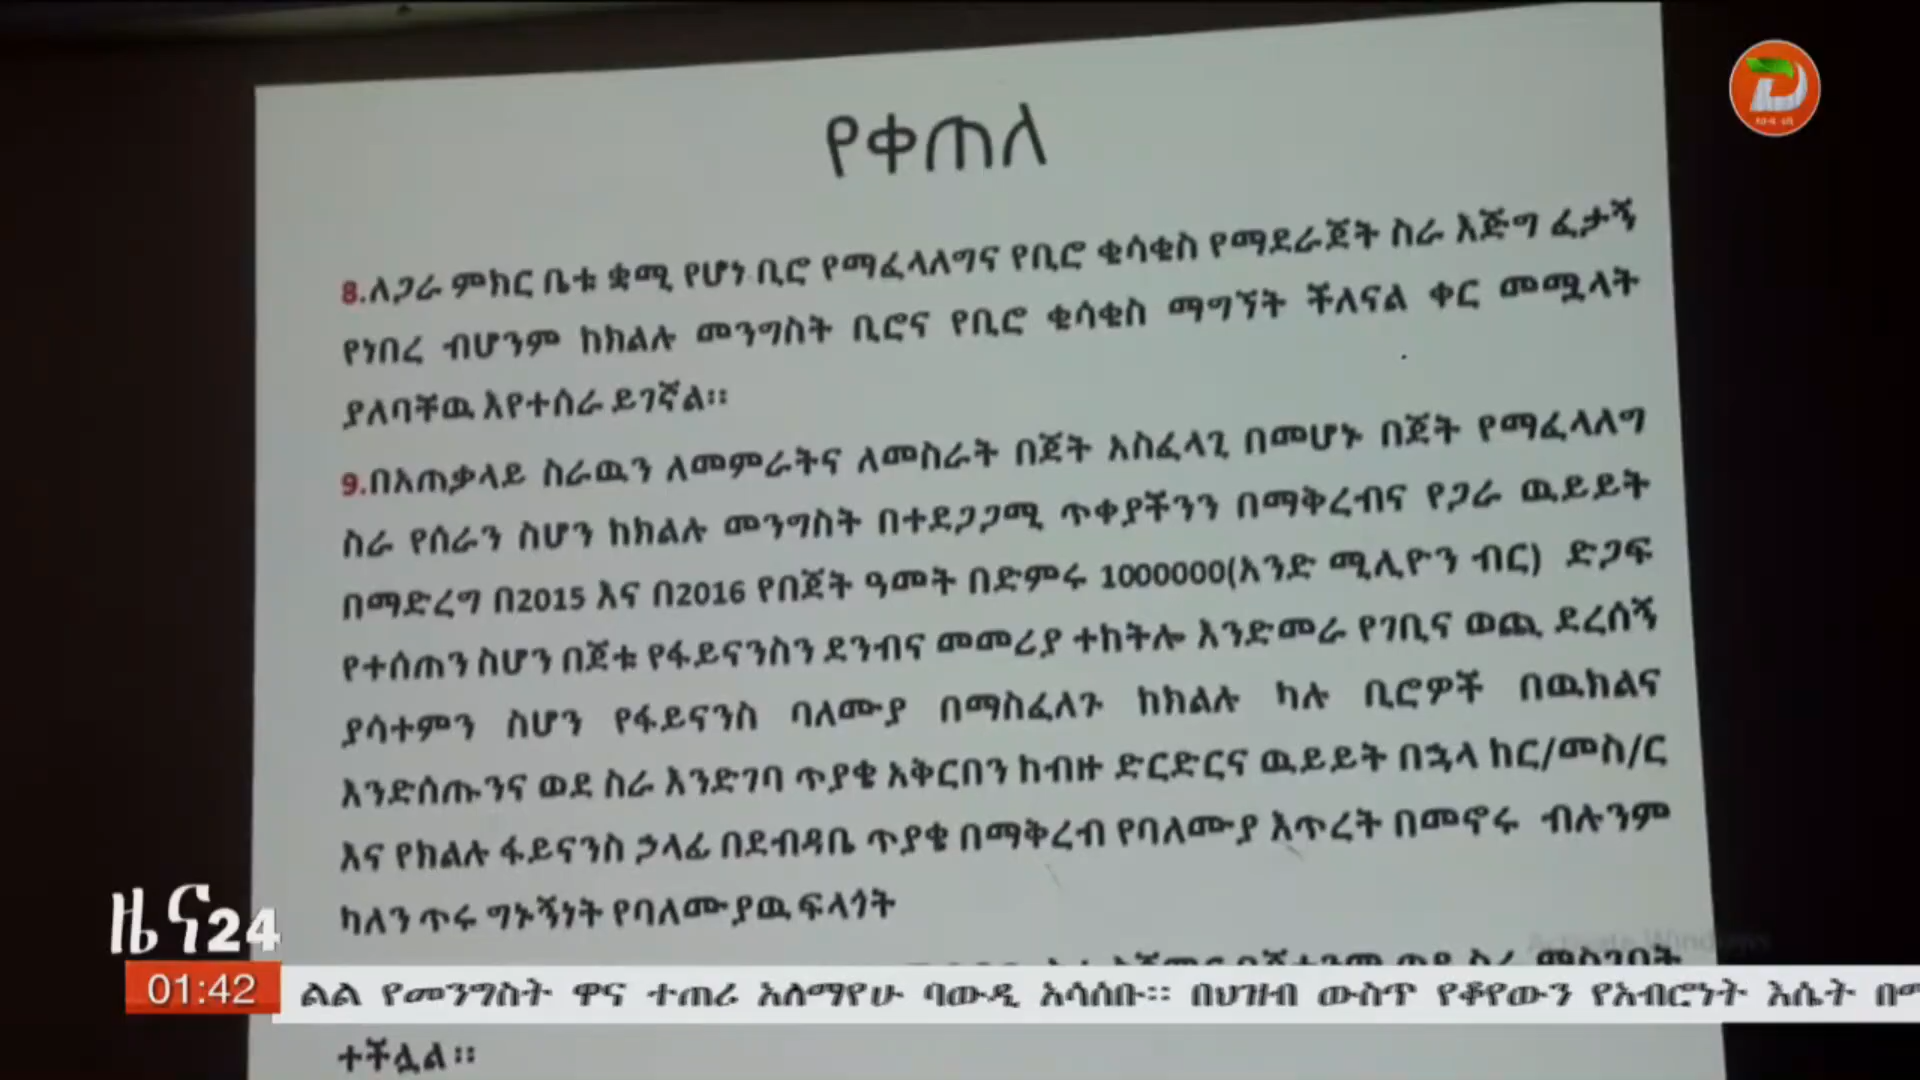 የቀጠለ
8.ለጋራ ምክር ቤቱ ቋሚ የሆነ ቢሮ የማፈላለግና የቢሮ ቁሳቁስ የማደራጀት ስራ እጅግ ፈታኝ
የነበረ ብሆንም ከክልሉ መንግስት ቢሮና የቢሮ ቁሳቁስ ማግኘት ችለናል ቀር መሟላት
ያለባቸዉ እየተሰራ ይገኛል፡፡
9.በአጠቃላይ ስራዉን ለመምራትና ለመስራት በጀት አስፈላጊ በመሆኑ በጀት የማፈላለግ
ስራ የሰራን ስሆን ከክልሉ መንግስት በተደጋጋሚ ጥቀያችንን በማቅረብና የጋራ ዉይይት
በማድረግ በ2015 እና በ2016 የበጀት ዓመት በድምሩ 1000000(አንድ ሚሊዮን ብር) ድጋፍ
የተሰጠን ስሆን በጀቱ የፋይናንስን ደንብና መመሪያ ተከትሎ እንድመራ የገቢና ወጪ ደረሰኝ
ያሳተምን ስሆን የፋይናንስ ባለሙያ በማስፈለጉ ከክልሉ ካሉ ቢሮዎች በዉክልና
እንድሰጡንና ወደ ስራ እንድገባ ጥያቄ አቅርበን ከብዙ ድርድርና ዉይይት በኋላ ከር/መስ/ር
እና የክልሉ ፋይናንስ ኃላፊ በደብዳቤ ጥያቄ በማቅረብ የባለሙያ እጥረት በመኖሩ ብሉንም
ካለን ጥሩ ግኑኝነት የባለሙያዉ ፍላጎት
ተችሏል፡፡
ዜና24
01:42
ልል የመንግስት ዋና ተጠሪ አለማየሁ ባውዲ አሳሰቡ፡፡ በህዝብ ውስጥ የቆየውን የአብሮነት እሴት
Activate Windows